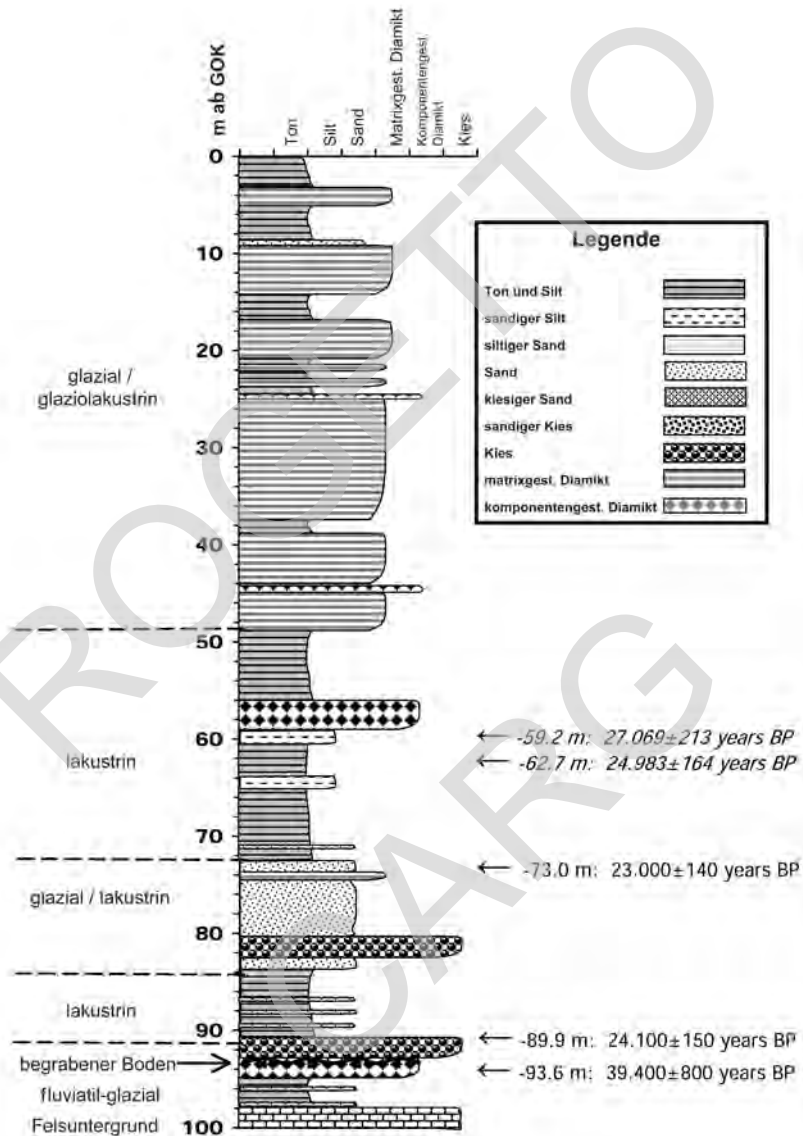 m ab GOK
Ton
Silt
Sand
Matrixgest. Diamikt
Komponentengest.
Diamikt
Kies
0
10
20
30
40
50
60
70
80
90
100
glazial /
glaziolakustrin
lakustrin
glazial / lakustrin
lakustrin
begrabener Boden
fluviatil-glazial
Felsuntergrund
Legende
Ton und Silt
sandiger Silt
siltiger Sand
Sand
kiesiger Sand
sandiger Kies
Kies
matrixgest. Diamikt
komponentengest. Diamikt
← -59.2 m: 27.069±213 years BP
← -62.7 m: 24.983±164 years BP
← -73.0 m: 23.000±140 years BP
← -89.9 m: 24.100±150 years BP
← -93.6 m: 39.400±800 years BP
ROGETTO
CARG